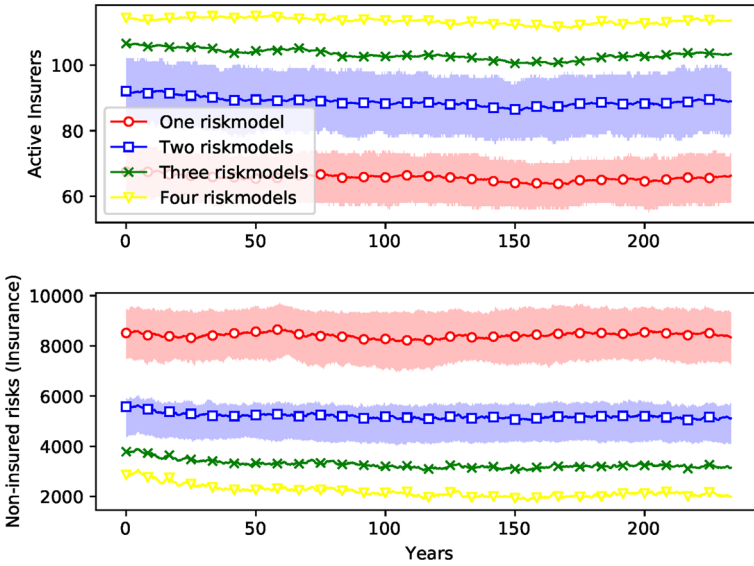 Active Insurers
100
80
60
One riskmodel
Two riskmodels
Three riskmodels
Four riskmodels
0 50 100 150 200
Non-insured risks (Insurance)
10000
8000
6000
4000
2000
0 50 100 150 200
Years